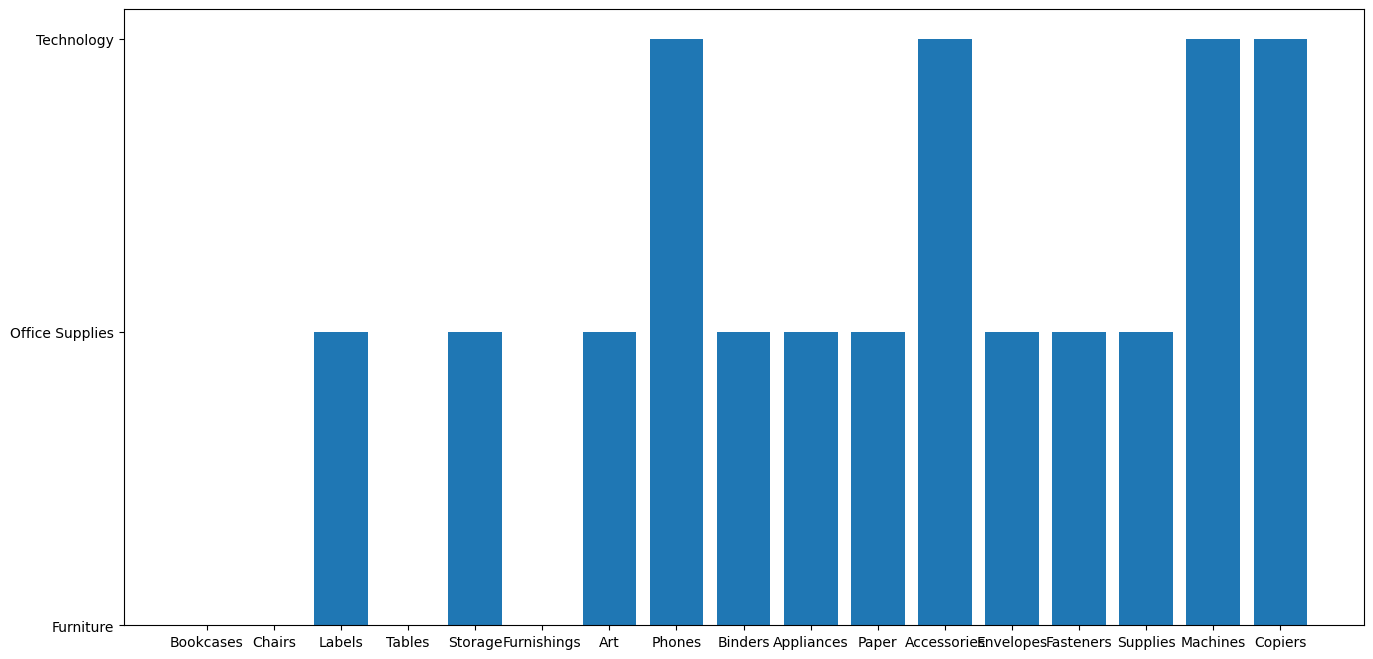 Technology
Office Supplies
Furniture
Bookcases Chairs Labels Tables Storage Furnishings Art Phones Binders Appliances Paper Accessories Envelopes Fasteners Supplies Machines Copiers